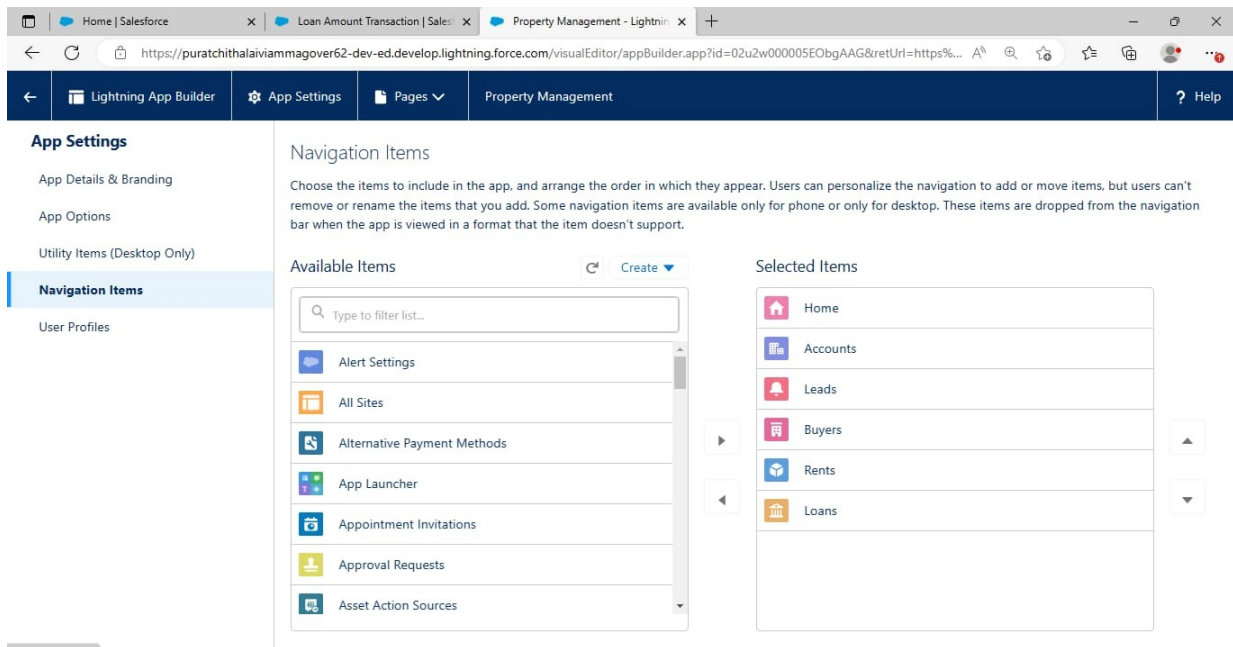 Home | Salesforce
Loan Amount Transaction | Sales
Property Management - Lightnin
https://puratchithalaiviammagover62-dev-ed.develop.lightning.force.com/visualEditor/appBuilder.app?id=02u2w000005EObgAAG&retUrl=https%...
Lightning App Builder
App Settings
Pages
Property Management
? Help
App Settings
App Details & Branding
App Options
Utility Items (Desktop Only)
Navigation Items
User Profiles
Navigation Items
Choose the items to include in the app, and arrange the order in which they appear. Users can personalize the navigation to add or move items, but users can't
remove or rename the items that you add. Some navigation items are available only for phone or only for desktop. These items are dropped from the navigation
bar when the app is viewed in a format that the item doesn't support.
Available Items
Create
Type to filter list...
Alert Settings
All Sites
Alternative Payment Methods
App Launcher
Appointment Invitations
Approval Requests
Asset Action Sources
Selected Items
Home
Accounts
Leads
Buyers
Rents
Loans